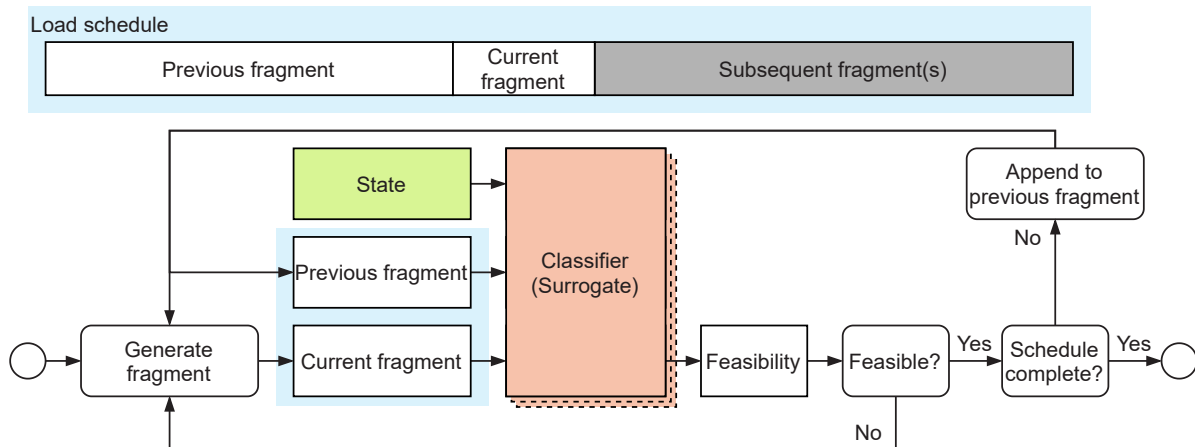 Load schedule
Previous fragment
Current
fragment
Subsequent fragment(s)
State
Append to
previous fragment
No
Previous fragment
Classifier
(Surrogate)
Generate
fragment
Current fragment
Feasibility
Feasible?
Yes
Schedule
complete?
Yes
No